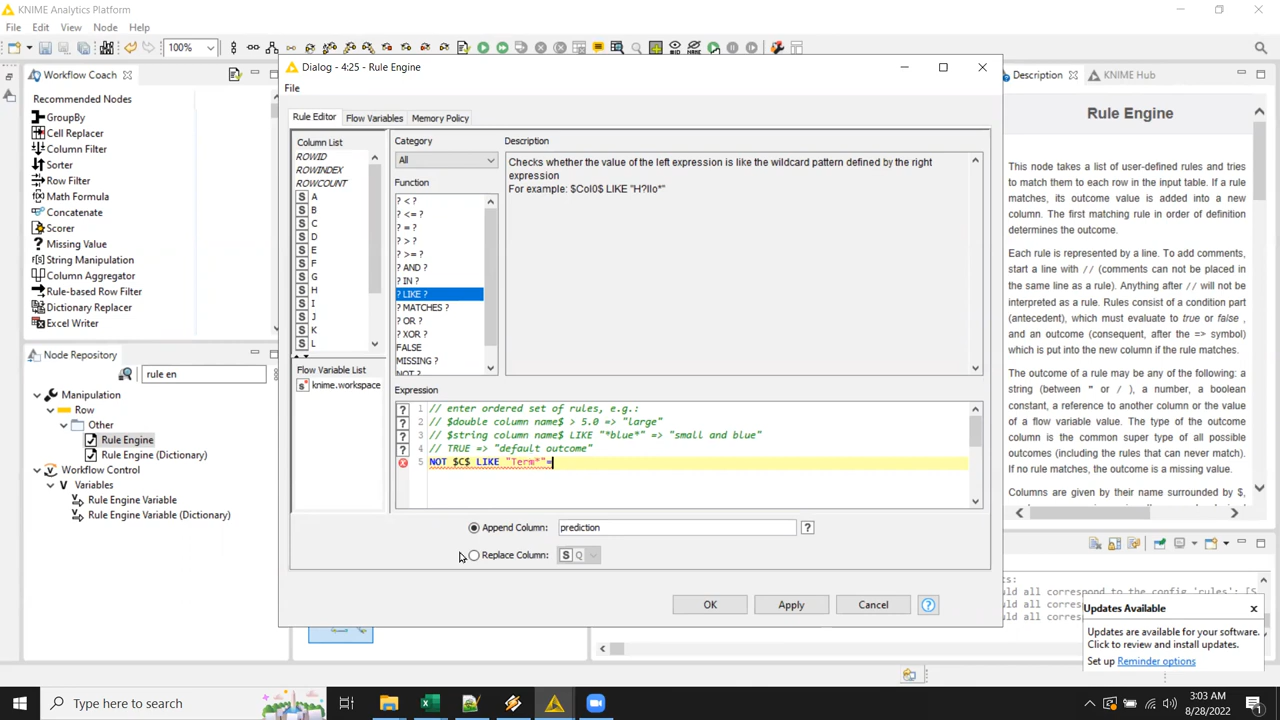 KNIME Analytics Platform
File Edit View Node Help
100%
Workflow Coach
Recommended Nodes
GroupBy
Cell Replacer
Column Filter
Sorter
Row Filter
Math Formula
Concatenate
Scorer
Missing Value
String Manipulation
Column Aggregator
Rule-based Row Filter
Dictionary Replacer
Excel Writer
Node Repository
rule en
Manipulation
Row
Other
Rule Engine
Rule Engine (Dictionary)
Workflow Control
Variables
Rule Engine Variable
Rule Engine Variable (Dictionary)
Dialog - 4:25 - Rule Engine
File
Rule Editor Flow Variables Memory Policy
Column List
ROWID
ROWINDEX
ROWCOUNT
S A
S B
S C
S D
S E
S F
S G
S H
S I
S J
S K
S L
Flow Variable List
s knime.workspace
Category
All
Function
? < ?
? <= ?
? = ?
? > ?
? >= ?
? AND ?
? IN ?
? LIKE ?
? MATCHES ?
? OR ?
? XOR ?
FALSE
MISSING ?
NOT ?
Description
Checks whether the value of the left expression is like the wildcard pattern defined by the right
expression
For example: $Col0$ LIKE "H?llo*"
Expression
? 1 // enter ordered set of rules, e.g.:
? 2 // $double column name$ > 5.0 => "large"
? 3 // $string column name$ LIKE "*blue*" => "small and blue"
? 4 // TRUE => "default outcome"
5 NOT $C$ LIKE "Term*"=
Append Column: prediction ?
Replace Column: S Q
OK Apply Cancel ?
Description KNIME Hub
Rule Engine
This node takes a list of user-defined rules and tries
to match them to each row in the input table. If a rule
matches, its outcome value is added into a new
column. The first matching rule in order of definition
determines the outcome.
Each rule is represented by a line. To add comments,
start a line with // (comments can not be placed in
the same line as a rule). Anything after // will not be
interpreted as a rule. Rules consist of a condition part
(antecedent), which must evaluate to true or false ,
and an outcome (consequent, after the => symbol)
which is put into the new column if the rule matches.
The outcome of a rule may be any of the following: a
string (between " or / ), a number, a boolean
constant, a reference to another column or the value
of a flow variable value. The type of the outcome
column is the common super type of all possible
outcomes (including the rules that can never match).
If no rule matches, the outcome is a missing value.
Columns are given by their name surrounded by $,
ts:
uld all correspond to the config 'rules': [S
uld all corres
uld all corres
Updates Available x
Updates are available for your software.
Click to review and install updates.
Set up Reminder options
Type here to search
3:03 AM
8/28/2022
1